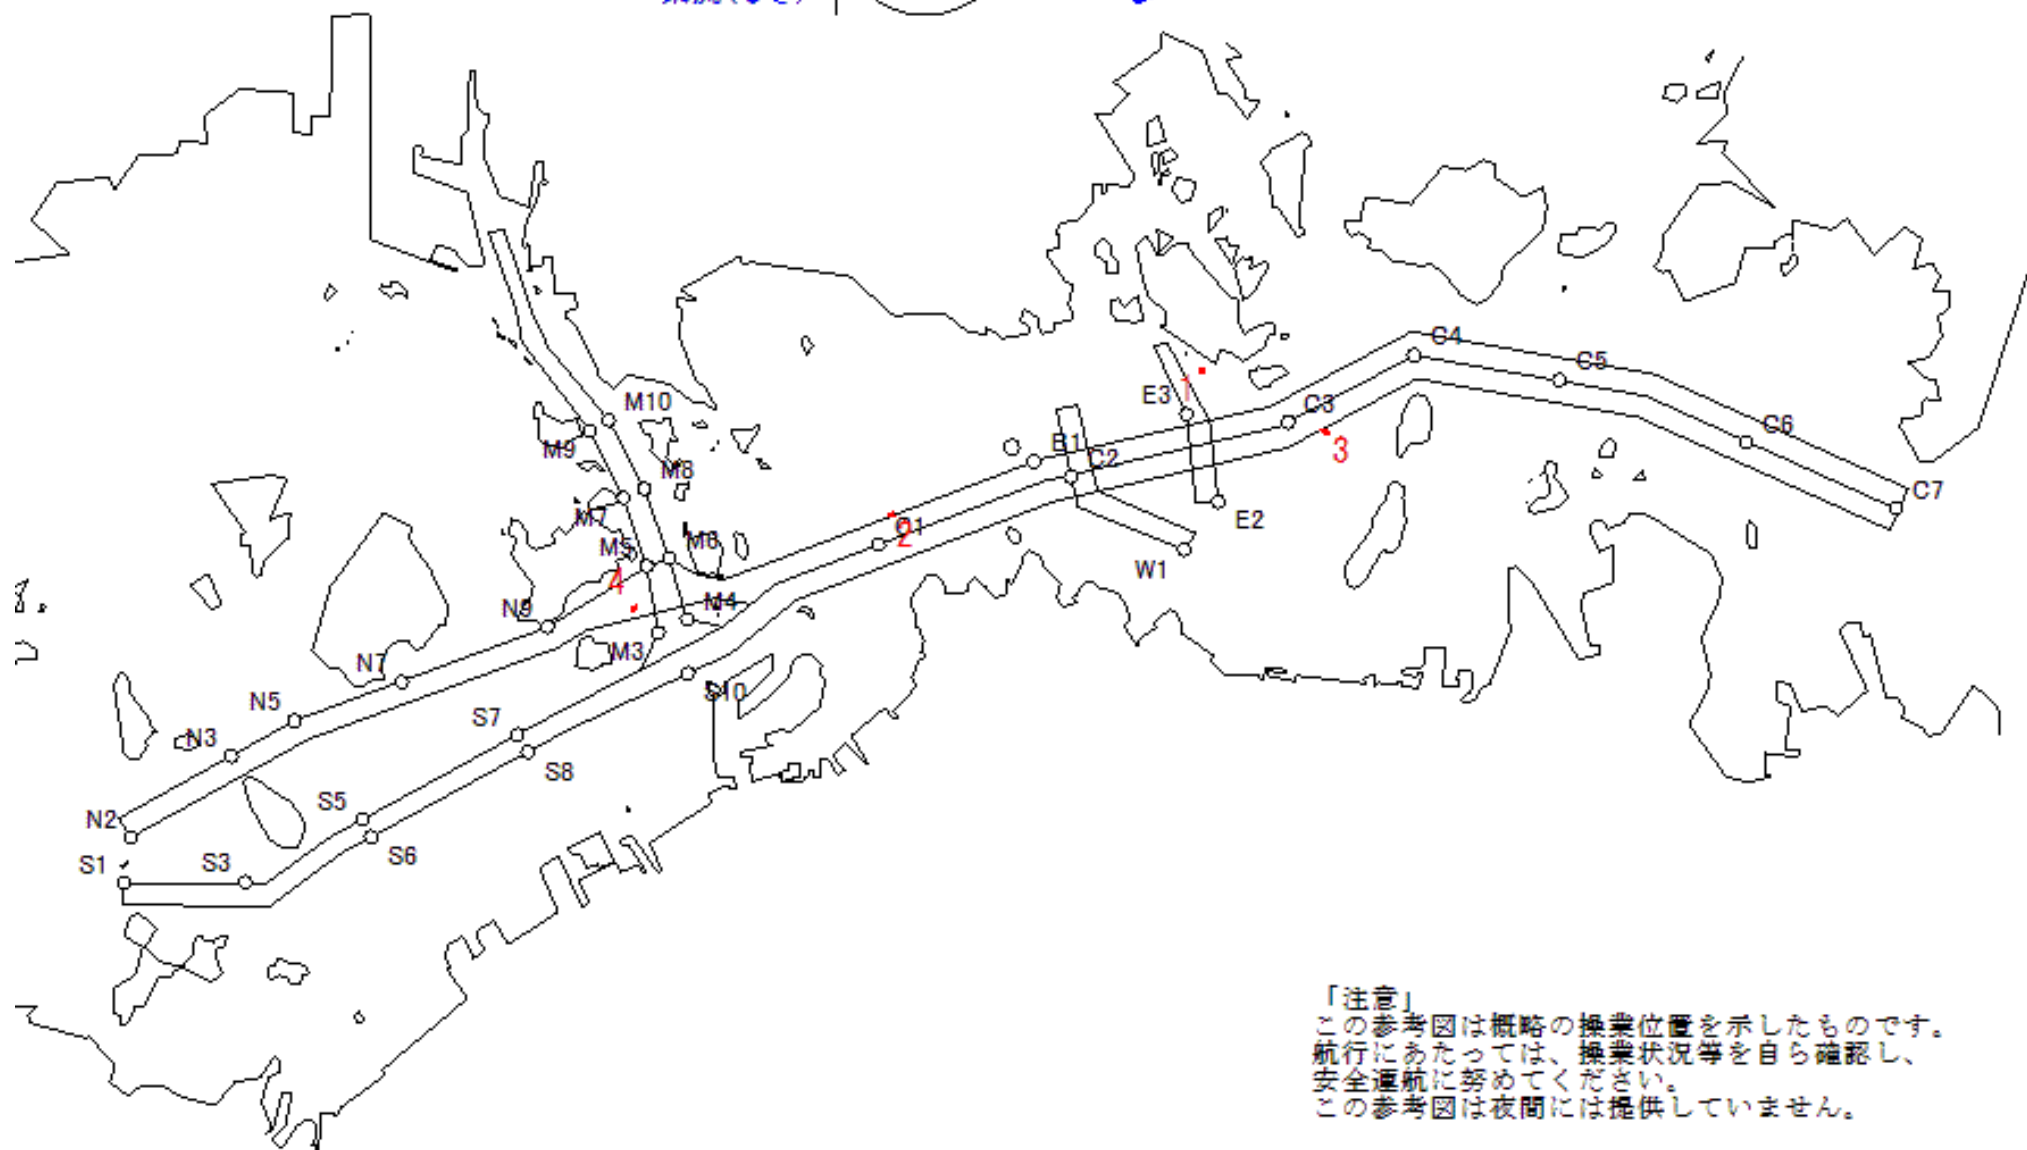 C4
C5
M10
E3
1
C3
C6
M9
B1
3
C2
M8
C7
M7
E2
C1
2
M5
M6
W1
4
N9
M4
M3
N7
S10
N5
S7
N3
S8
S5
N2
S6
S1
S3
「注意」
この参考図は概略の操業位置を示したものです。
航行にあたっては、操業状況等を自ら確認し、
安全運航に努めてください。
この参考図は夜間には提供していません。